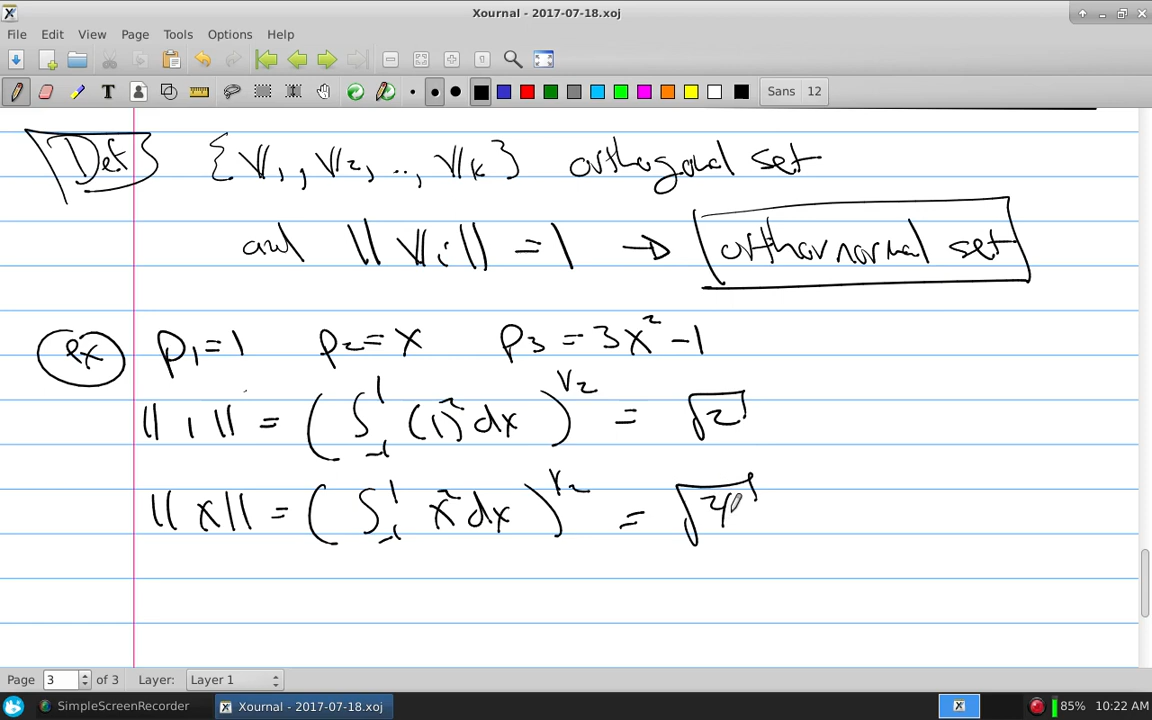 Xournal - 2017-07-18.xoj
File Edit View Page Tools Options Help
Sans 12
Def {V1, V2, .., Vk} orthogonal set
and ||Vi|| = 1 → orthornormal set
ex P1 = 1 P2 = x P3 = 3x² - 1
|| 1 || = ( ∫₋₁¹ (1)² dx )^1/2 = √2
|| x || = ( ∫₋₁¹ x² dx )^1/2 = √
Page 3 of 3 Layer: Layer 1
SimpleScreenRecorder Xournal - 2017-07-18.xoj 85% 10:22 AM